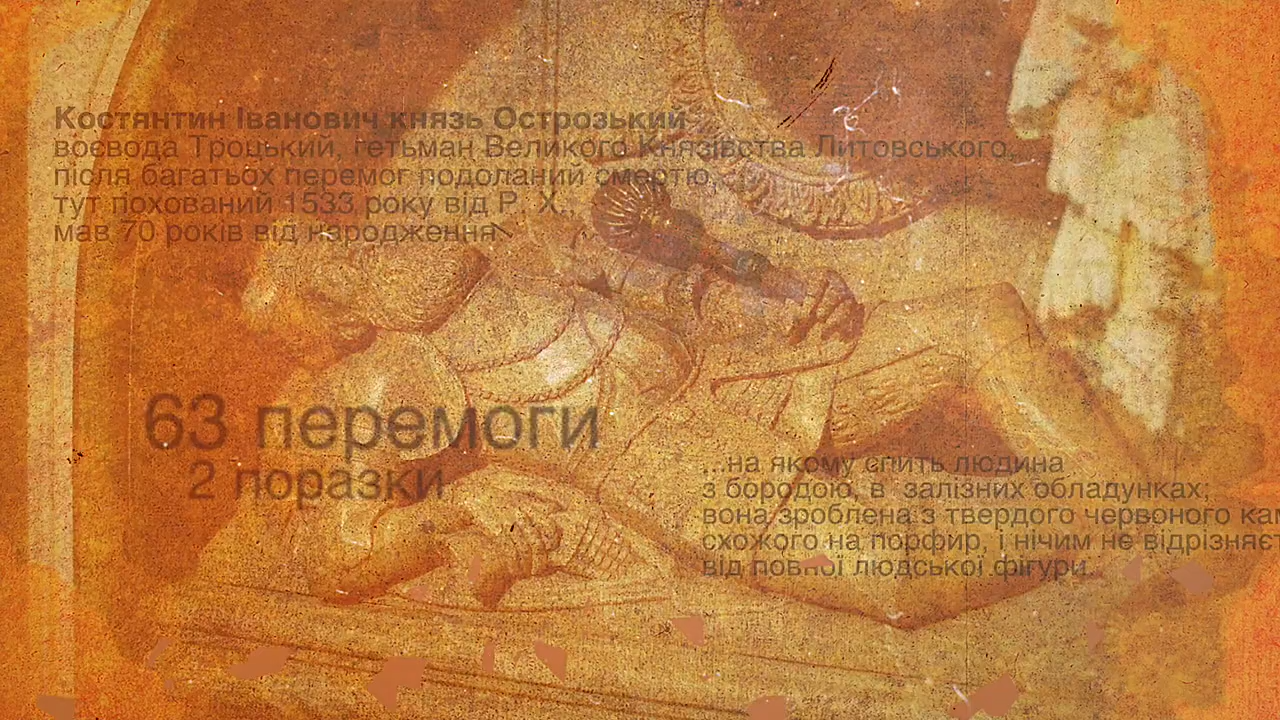 Костянтин Іванович князь Острозький
воєвода Троцький, гетьман Великого Князівства Литовського,
після багатьох перемог подоланий смертю,
тут похований 1533 року від Р. Х.,
мав 70 років від народження
63 перемоги
2 поразки
...на якому спить людина
з бородою, в залізних обладунках;
вона зроблена з твердого червоного
схожого на порфир, і нічим не
від повної людської фігури...